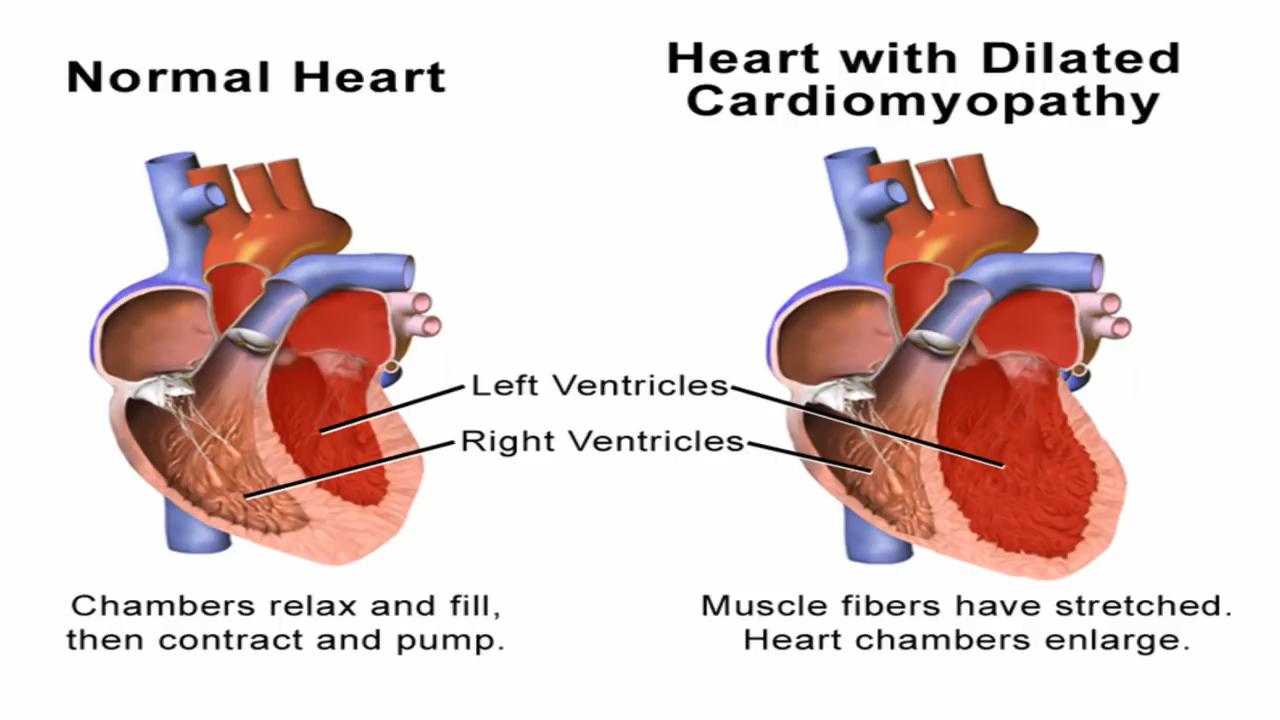 Normal Heart
Heart with Dilated
Cardiomyopathy
Left Ventricles
Right Ventricles
Chambers relax and fill,
then contract and pump.
Muscle fibers have stretched.
Heart chambers enlarge.